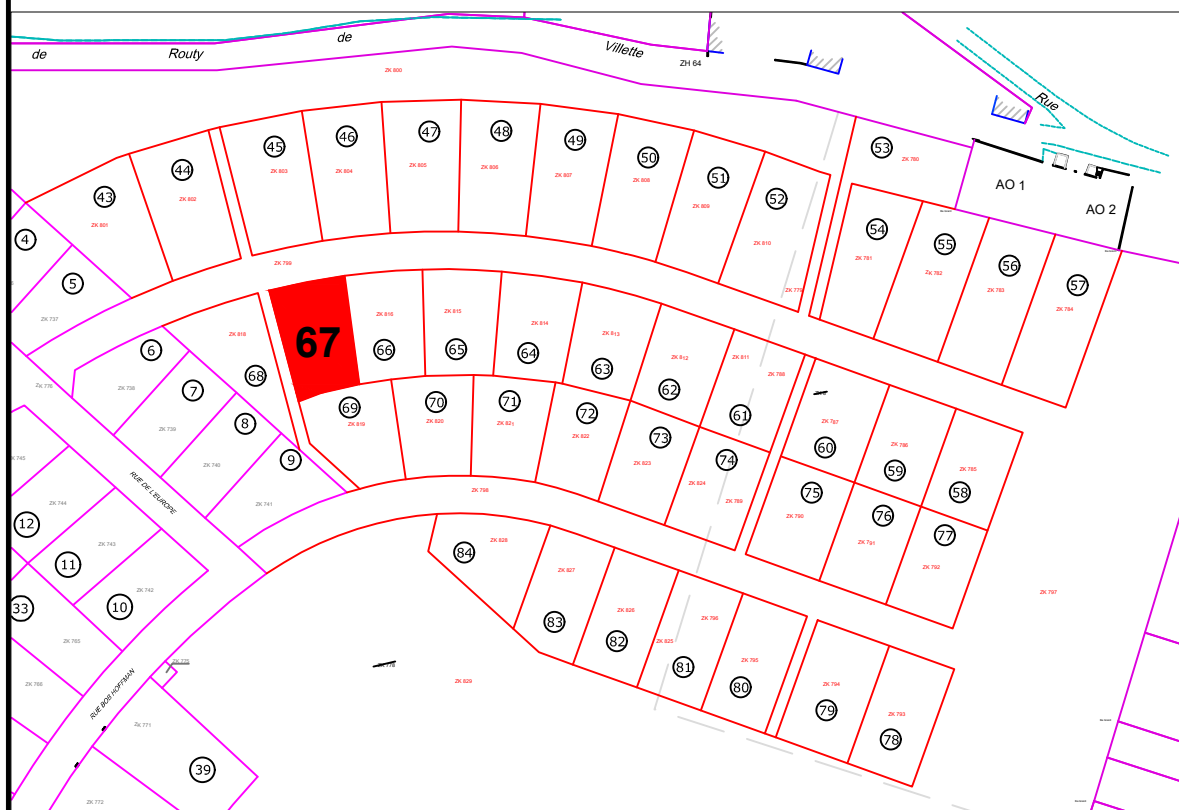 de Routy de Villette
ZH 64
Rue
ZK 800
AO 1
AO 2
43
ZK 801
44
ZK 802
45
ZK 803
46
ZK 804
47
ZK 805
48
ZK 806
49
ZK 807
50
ZK 808
51
ZK 809
52
ZK 810
53
ZK 780
54
ZK 781
55
ZK 782
56
ZK 783
57
ZK 784
ZK 779
4
5
ZK 737
ZK 799
6
ZK 738
7
ZK 739
8
ZK 740
9
ZK 741
ZK 776
68
ZK 818
67
66
ZK 816
65
ZK 815
64
ZK 814
63
ZK 813
62
ZK 812
61
ZK 811
ZK 788
60
ZK 787
59
ZK 786
58
ZK 785
69
ZK 819
70
ZK 820
71
ZK 821
72
ZK 822
73
ZK 823
74
ZK 824
ZK 789
75
ZK 790
76
ZK 791
77
ZK 792
ZK 798
RUE DE L'EUROPE
ZK 745
12
ZK 744
11
ZK 743
10
ZK 742
33
ZK 765
ZK 766
84
ZK 828
83
ZK 827
82
ZK 826
ZK 825
81
ZK 796
80
ZK 795
79
ZK 794
78
ZK 793
ZK 797
ZK 829
ZK 778
ZK 775
RUE BOB HOFFMAN
ZK 771
39
ZK 772